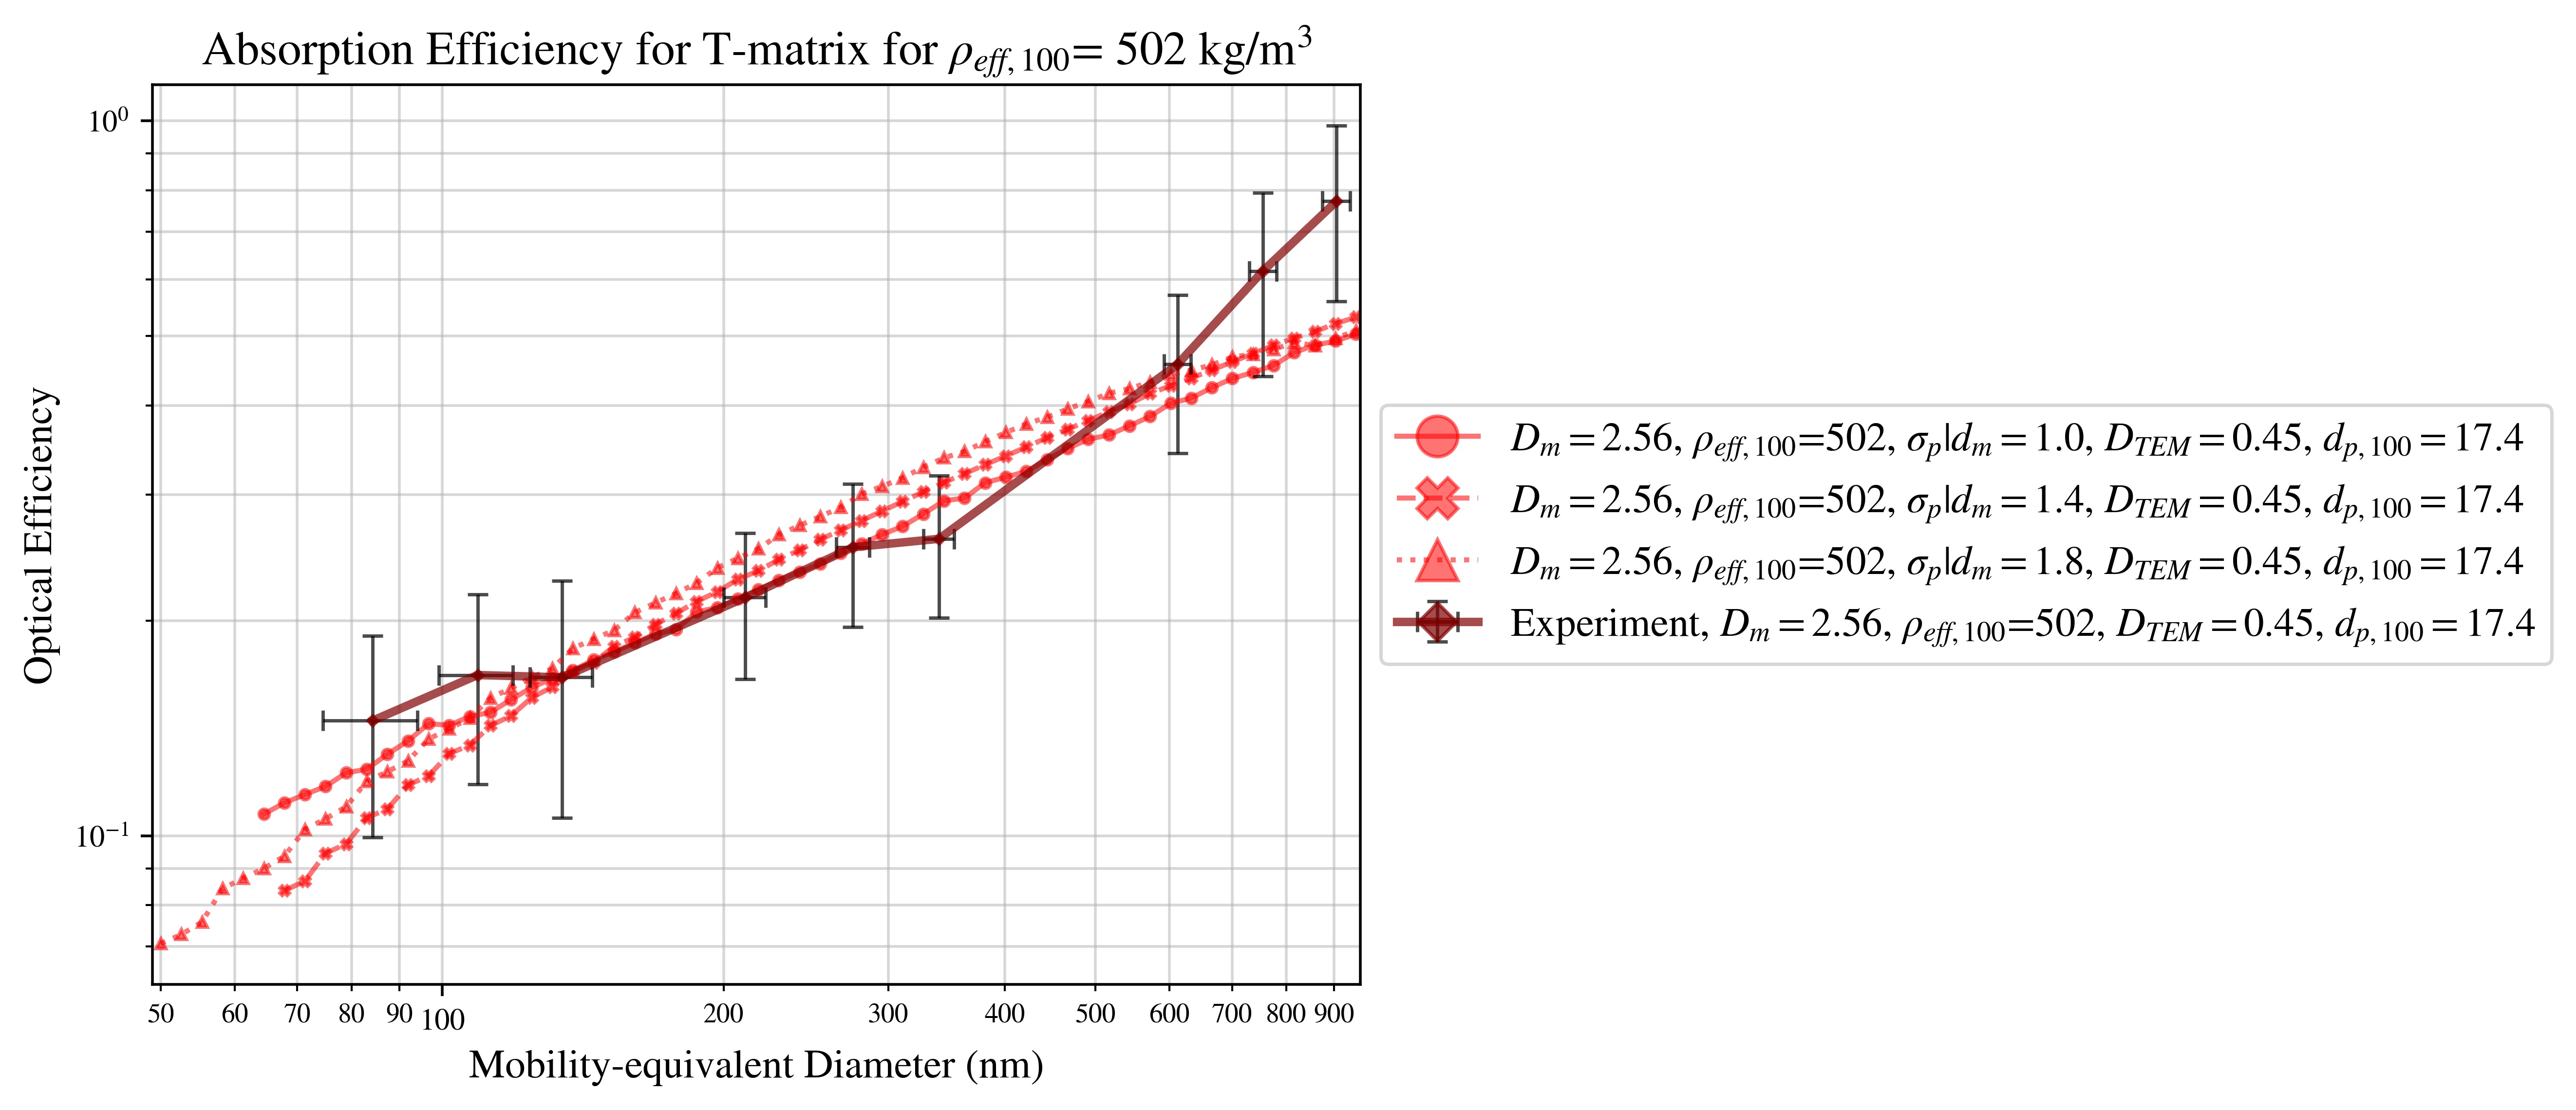 Absorption Efficiency for T-matrix for ρeff,100= 502 kg/m³
10⁰
10⁻¹
Optical Efficiency
50 60 70 80 90 100 200 300 400 500 600 700 800 900
Mobility-equivalent Diameter (nm)
Dm = 2.56, ρeff,100=502, σp|dm = 1.0, DTEM = 0.45, dp,100 = 17.4
Dm = 2.56, ρeff,100=502, σp|dm = 1.4, DTEM = 0.45, dp,100 = 17.4
Dm = 2.56, ρeff,100=502, σp|dm = 1.8, DTEM = 0.45, dp,100 = 17.4
Experiment, Dm = 2.56, ρeff,100=502, DTEM = 0.45, dp,100 = 17.4